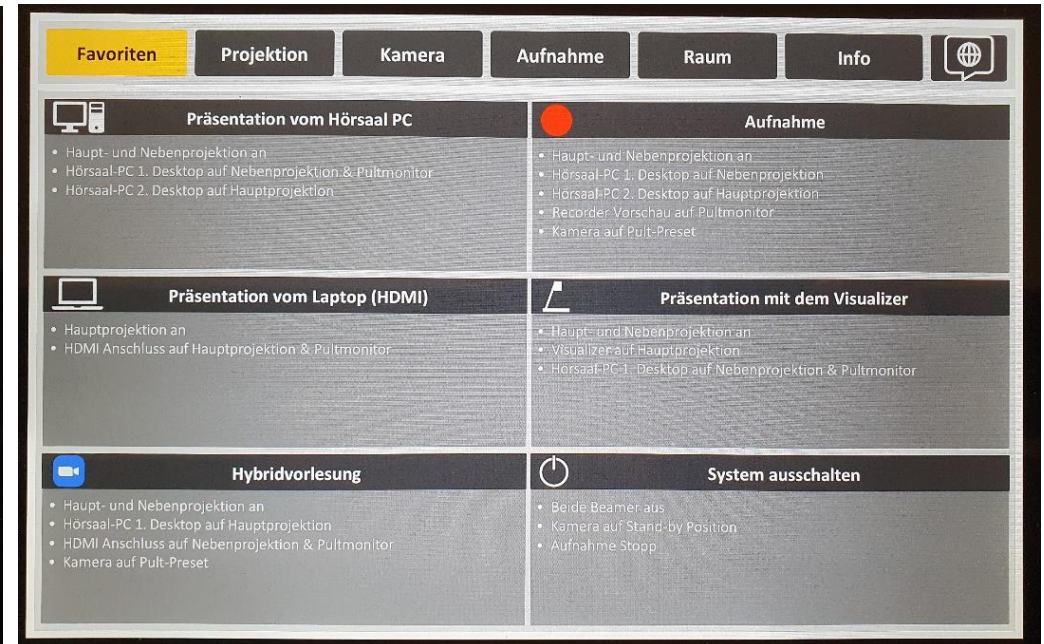 Favoriten
Projektion
Kamera
Aufnahme
Raum
Info
Präsentation vom Hörsaal PC
• Haupt- und Nebenprojektion an
• Hörsaal-PC 1. Desktop auf Nebenprojektion & Pultmonitor
• Hörsaal-PC 2. Desktop auf Hauptprojektion
Aufnahme
• Haupt- und Nebenprojektion an
• Hörsaal-PC 1. Desktop auf Nebenprojektion
• Hörsaal-PC 2. Desktop auf Hauptprojektion
• Recorder Vorschau auf Pultmonitor
• Kamera auf Pult-Preset
Präsentation vom Laptop (HDMI)
• Hauptprojektion an
• HDMI Anschluss auf Hauptprojektion & Pultmonitor
Präsentation mit dem Visualizer
• Haupt- und Nebenprojektion an
• Visualizer auf Hauptprojektion
• Hörsaal-PC 1. Desktop auf Nebenprojektion & Pultmonitor
Hybridvorlesung
• Haupt- und Nebenprojektion an
• Hörsaal-PC 1. Desktop auf Hauptprojektion
• HDMI Anschluss auf Nebenprojektion & Pultmonitor
• Kamera auf Pult-Preset
System ausschalten
• Beide Beamer aus
• Kamera auf Stand-by Position
• Aufnahme Stopp